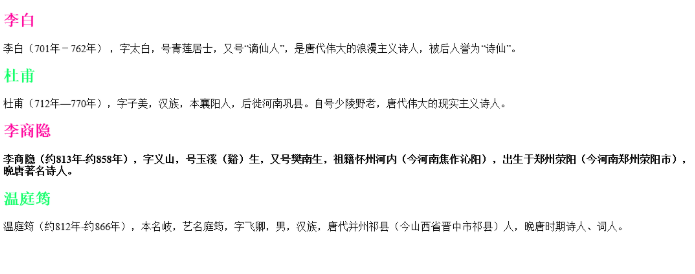 李白
李白（701年－762年），字太白，号青莲居士，又号“谪仙人”，是唐代伟大的浪漫主义诗人，被后人誉为“诗仙”。
杜甫
杜甫（712年—770年），字子美，汉族，本襄阳人，后徙河南巩县。自号少陵野老，唐代伟大的现实主义诗人。
李商隐
李商隐（约813年-约858年），字义山，号玉溪（谿）生，又号樊南生，祖籍怀州河内（今河南焦作沁阳），出生于郑州荥阳（今河南郑州荥阳市），
晚唐著名诗人。
温庭筠
温庭筠（约812年-约866年），本名岐，艺名庭筠，字飞卿，男，汉族，唐代并州祁县（今山西省晋中市祁县）人，晚唐时期诗人、词人。